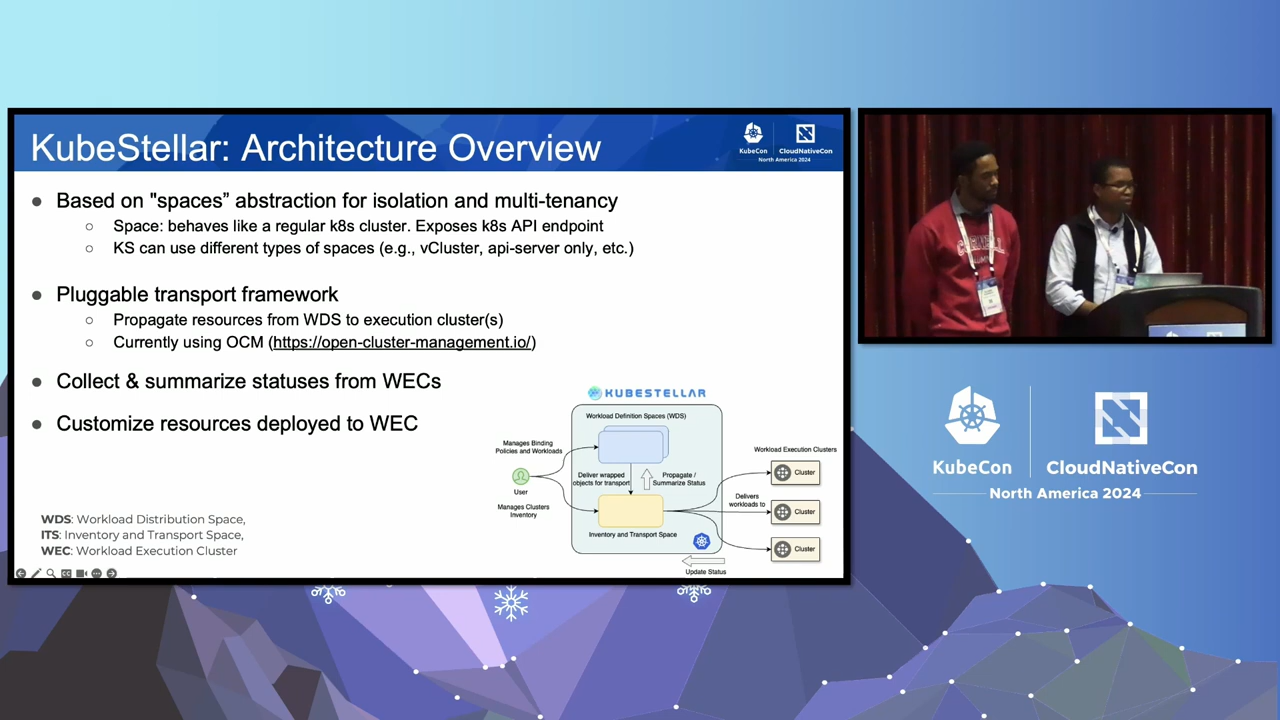 KubeStellar: Architecture Overview
KubeCon
CloudNativeCon
North America 2024
● Based on "spaces” abstraction for isolation and multi-tenancy
○ Space: behaves like a regular k8s cluster. Exposes k8s API endpoint
○ KS can use different types of spaces (e.g., vCluster, api-server only, etc.)
● Pluggable transport framework
○ Propagate resources from WDS to execution cluster(s)
○ Currently using OCM (https://open-cluster-management.io/)
● Collect & summarize statuses from WECs
● Customize resources deployed to WEC
KUBESTELLAR
Workload Definition Spaces (WDS)
Manages Binding
Policies and Workloads
User
Manages Clusters
Inventory
Deliver wrapped
objects for transport
Propagate /
Summarize Status
Inventory and Transport Space
Workload Execution Clusters
Cluster
Delivers
workloads to
Cluster
Cluster
Update Status
WDS: Workload Distribution Space,
ITS: Inventory and Transport Space,
WEC: Workload Execution Cluster
KubeCon
CloudNativeCon
North America 2024